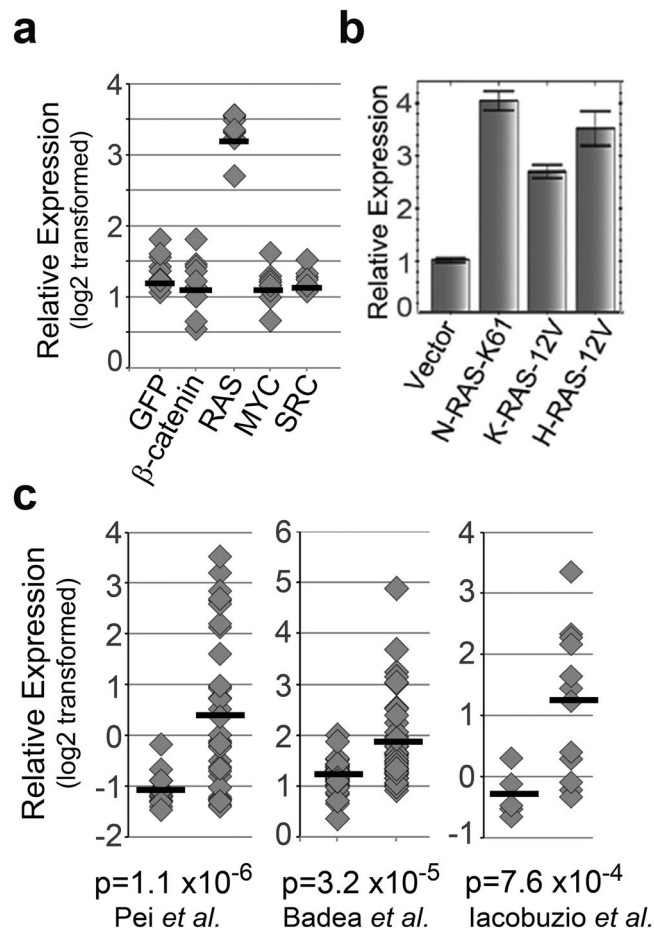 a
Relative Expression
(log2 transformed)
4
3
2
1
0
GFP
β-catenin
RAS
MYC
SRC
b
Relative Expression
4
3
2
1
0
Vector
N-RAS-K61
K-RAS-12V
H-RAS-12V
c
Relative Expression
(log2 transformed)
4
3
2
1
0
-1
-2
p=1.1 x10-6
Pei et al.
6
5
4
3
2
1
0
p=3.2 x10-5
Badea et al.
4
3
2
1
-0
-1
p=7.6 x10-4
Iacobuzio et al.